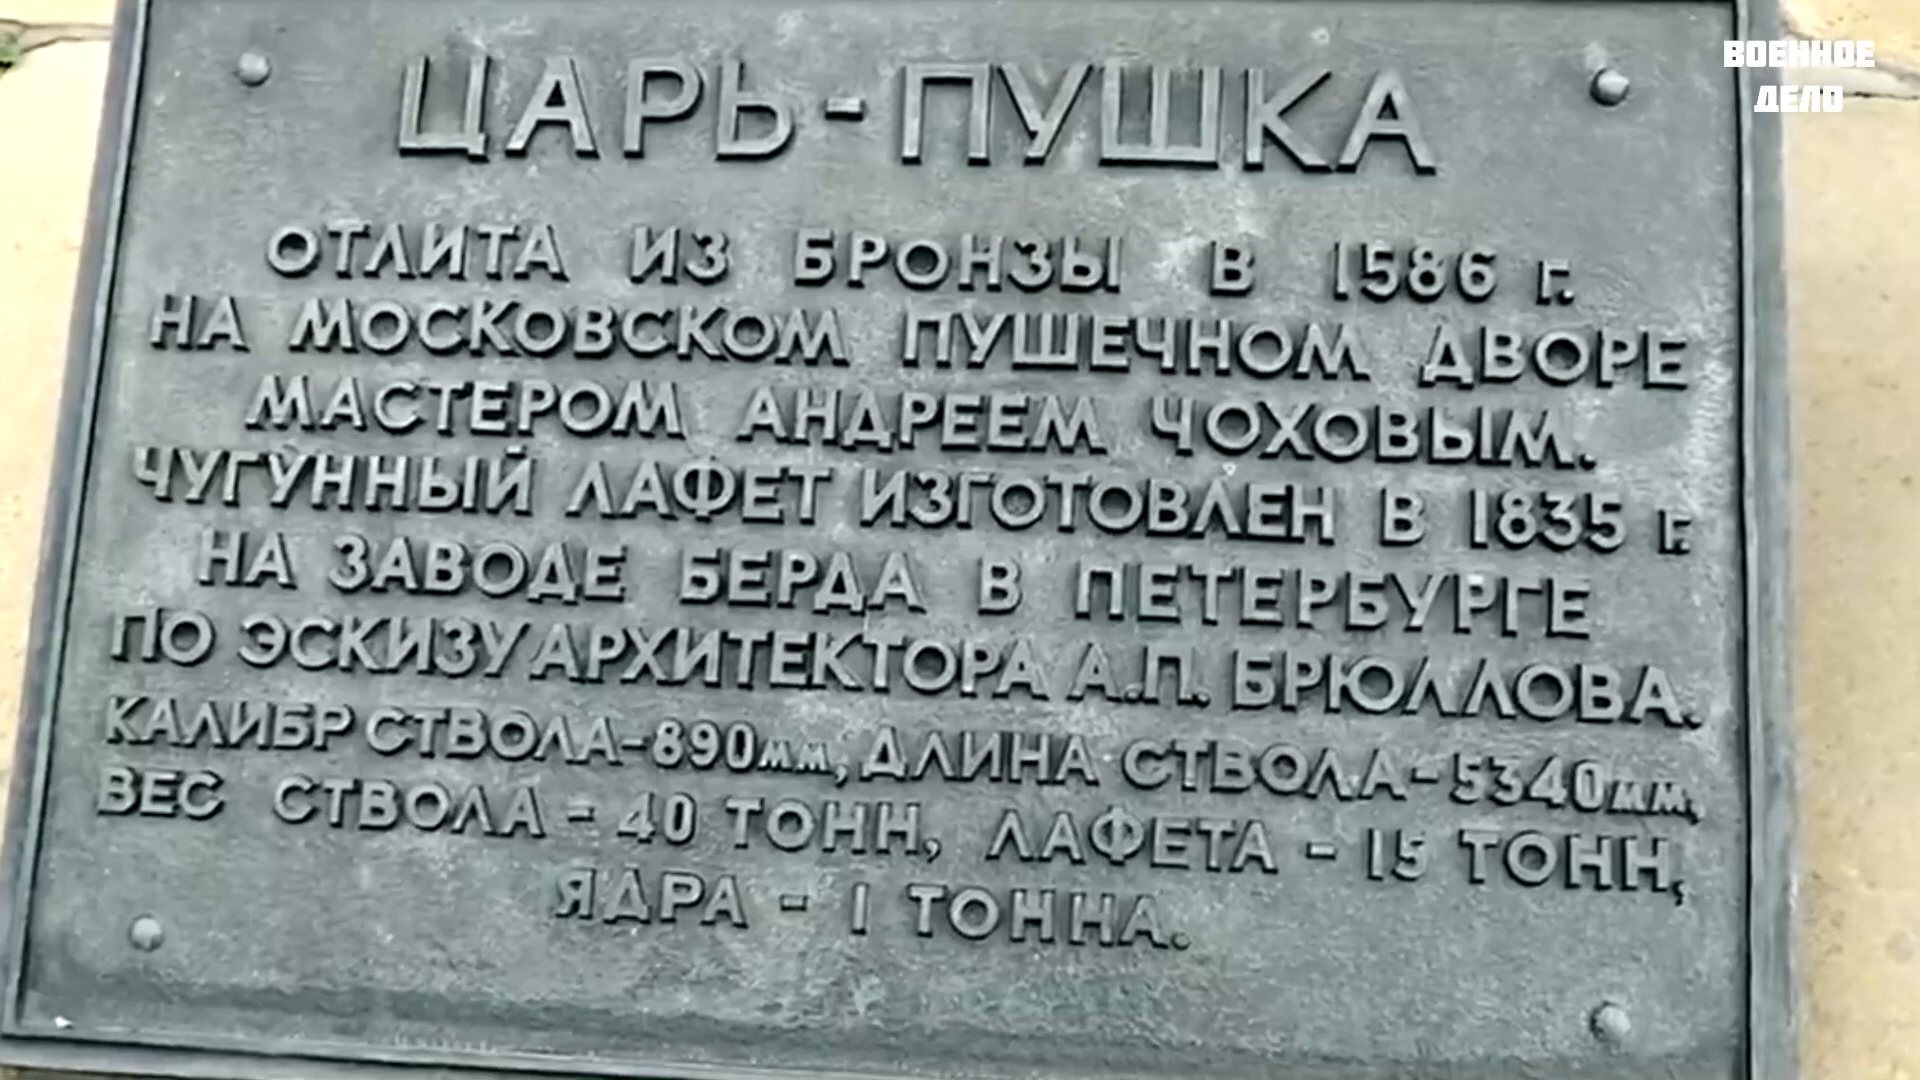 ВОЕННОЕ
ДЕЛО
ЦАРЬ-ПУШКА
ОТЛИТА ИЗ БРОНЗЫ В 1586 г.
НА МОСКОВСКОМ ПУШЕЧНОМ ДВОРЕ
МАСТЕРОМ АНДРЕЕМ ЧОХОВЫМ.
ЧУГУННЫЙ ЛАФЕТ ИЗГОТОВЛЕН В 1835 г.
НА ЗАВОДЕ БЕРДА В ПЕТЕРБУРГЕ
ПО ЭСКИЗУ АРХИТЕКТОРА А.П. БРЮЛЛОВА.
КАЛИБР СТВОЛА-890мм, ДЛИНА СТВОЛА-5340мм,
ВЕС СТВОЛА - 40 ТОНН, ЛАФЕТА - 15 ТОНН,
ЯДРА - 1 ТОННА.